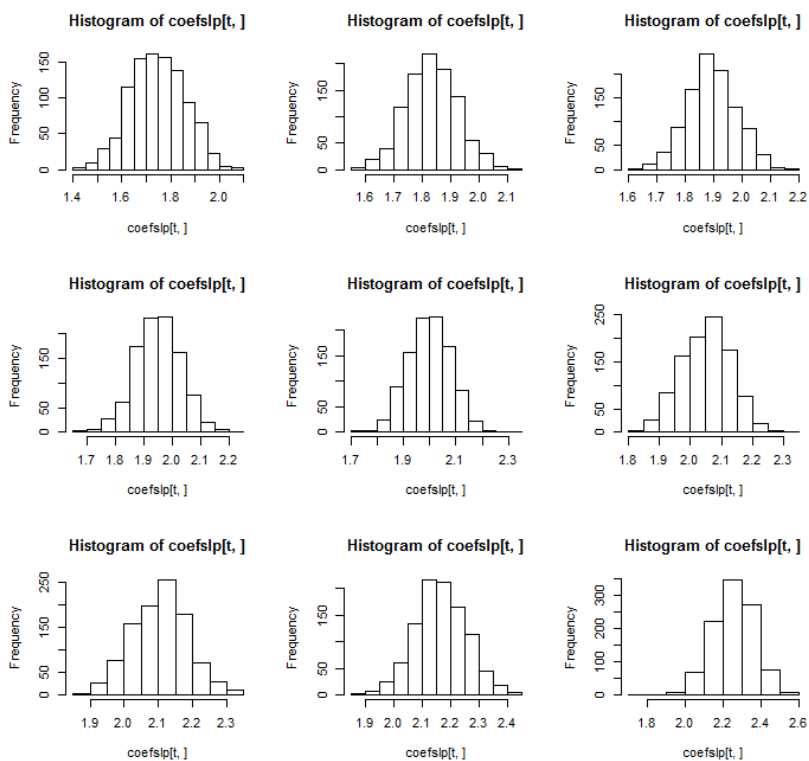 Histogram of coefslp[t, ]
Frequency
0 50 100 150
1.4 1.6 1.8 2.0
coefslp[t, ]
Histogram of coefslp[t, ]
Frequency
0 50 150
1.6 1.7 1.8 1.9 2.0 2.1
coefslp[t, ]
Histogram of coefslp[t, ]
Frequency
0 50 150
1.6 1.7 1.8 1.9 2.0 2.1 2.2
coefslp[t, ]
Histogram of coefslp[t, ]
Frequency
0 50 150
1.7 1.8 1.9 2.0 2.1 2.2
coefslp[t, ]
Histogram of coefslp[t, ]
Frequency
0 50 150
1.7 1.9 2.1 2.3
coefslp[t, ]
Histogram of coefslp[t, ]
Frequency
0 50 150 250
1.8 1.9 2.0 2.1 2.2 2.3
coefslp[t, ]
Histogram of coefslp[t, ]
Frequency
0 50 150 250
1.9 2.0 2.1 2.2 2.3
coefslp[t, ]
Histogram of coefslp[t, ]
Frequency
0 50 150
1.9 2.0 2.1 2.2 2.3 2.4
coefslp[t, ]
Histogram of coefslp[t, ]
Frequency
0 100 200 300
1.8 2.0 2.2 2.4 2.6
coefslp[t, ]